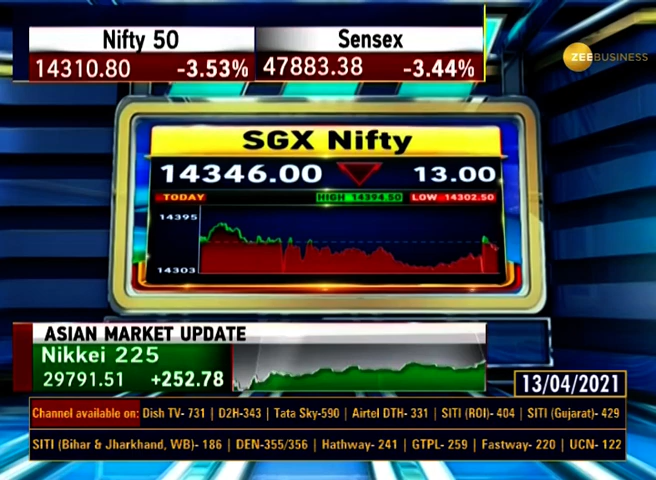 Nifty 50 Sensex
14310.80 -3.53% 47883.38 -3.44%
ZEEBUSINESS
SGX Nifty
14346.00 13.00
TODAY HIGH 14394.50 LOW 14302.50
14395
14303
ASIAN MARKET UPDATE
Nikkei 225
29791.51 +252.78
13/04/2021
Channel available on: Dish TV- 731 | D2H-343 | Tata Sky-590 | Airtel DTH- 331 | SITI (ROI)- 404 | SITI (Gujarat)- 429
SITI (Bihar & Jharkhand, WB)- 186 | DEN-355/356 | Hathway- 241 | GTPL- 259 | Fastway- 220 | UCN- 122